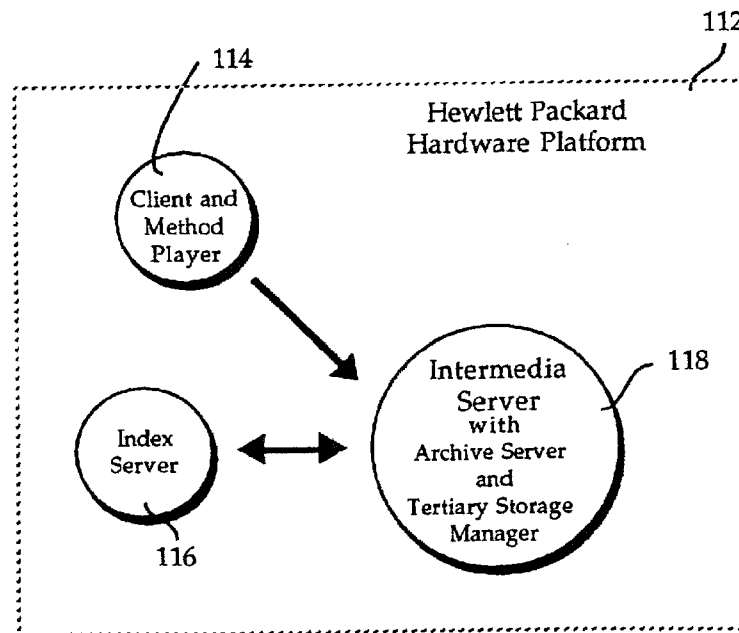 112
114
Hewlett Packard
Hardware Platform
Client and
Method
Player
Intermedia
Server
with
Archive Server
and
Tertiary Storage
Manager
118
Index
Server
116